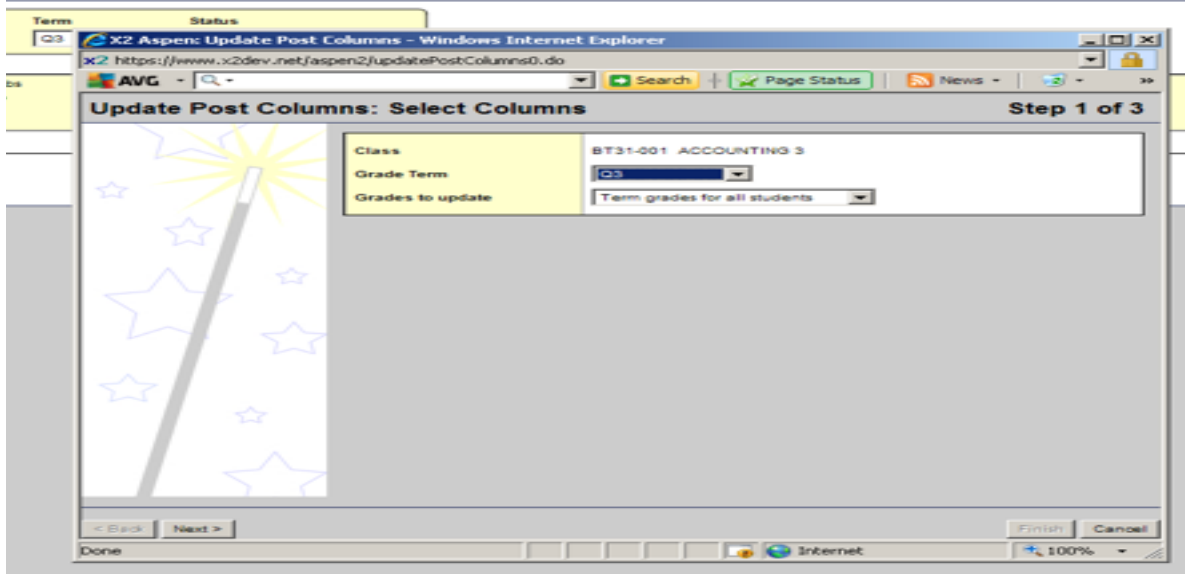 Term Status
Q3
X2 Aspen: Update Post Columns - Windows Internet Explorer
x2 https://www.x2dev.net/aspen2/updatePostColumns0.do
AVG Search Page Status News »
bs
Update Post Columns: Select Columns Step 1 of 3
Class BT31-001 ACCOUNTING 3
Grade Term Q3
Grades to update Term grades for all students
< Back Next > Finish Cancel
Done Internet 100%